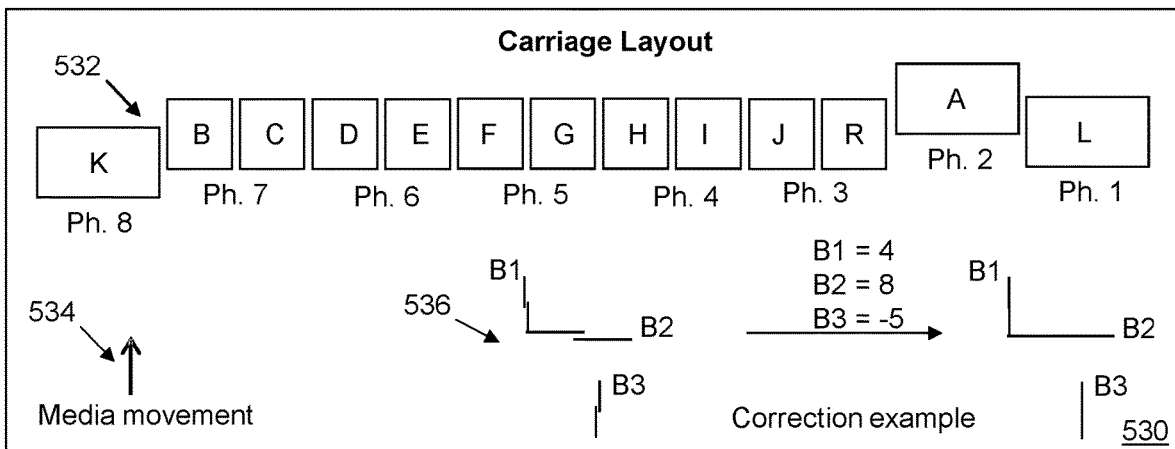 Carriage Layout
532
K B C D E F G H I J R A L
Ph. 8 Ph. 7 Ph. 6 Ph. 5 Ph. 4 Ph. 3 Ph. 2 Ph. 1
534
Media movement
536
B1
B2
B3
B1 = 4
B2 = 8
B3 = -5
B1
B2
B3
Correction example
530